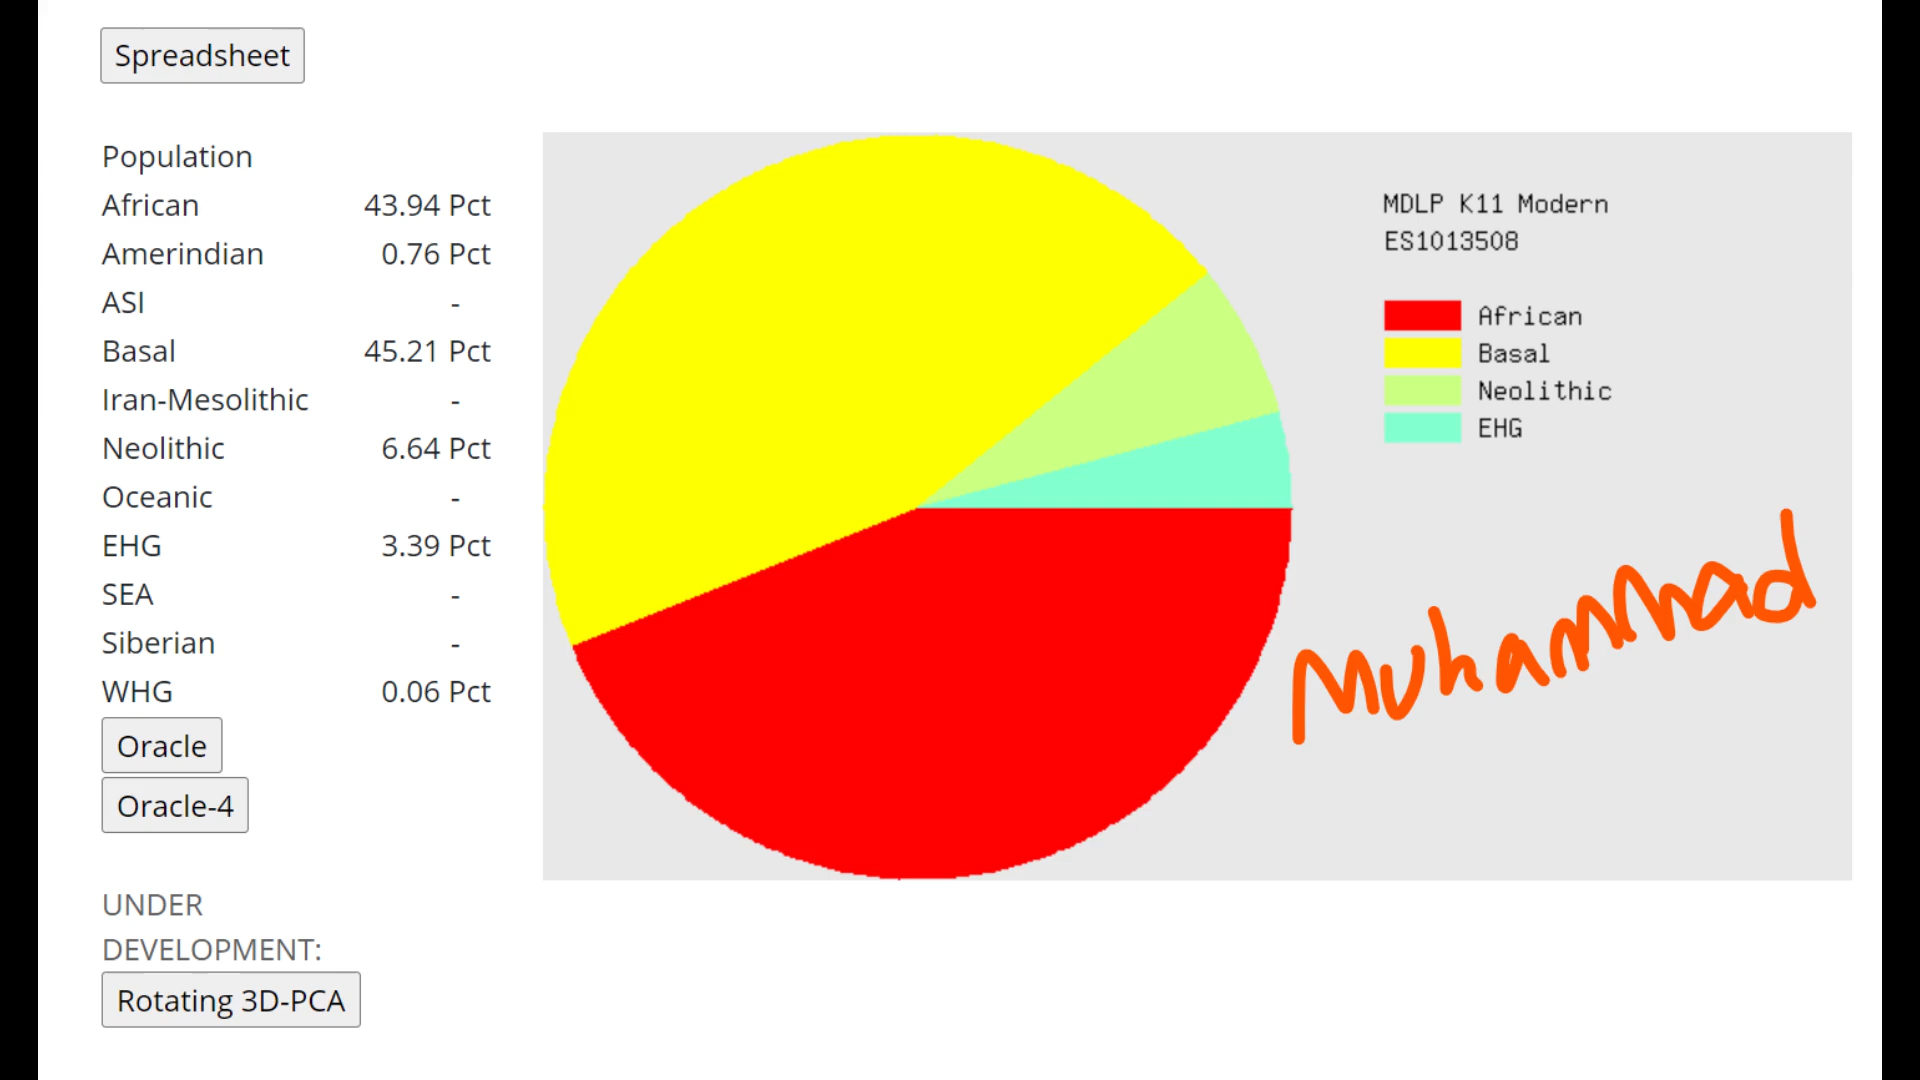 Spreadsheet
Population
African 43.94 Pct
Amerindian 0.76 Pct
ASI -
Basal 45.21 Pct
Iran-Mesolithic -
Neolithic 6.64 Pct
Oceanic -
EHG 3.39 Pct
SEA -
Siberian -
WHG 0.06 Pct
Oracle
Oracle-4
UNDER
DEVELOPMENT:
Rotating 3D-PCA
MDLP K11 Modern
ES1013508
African
Basal
Neolithic
EHG
Muhammad